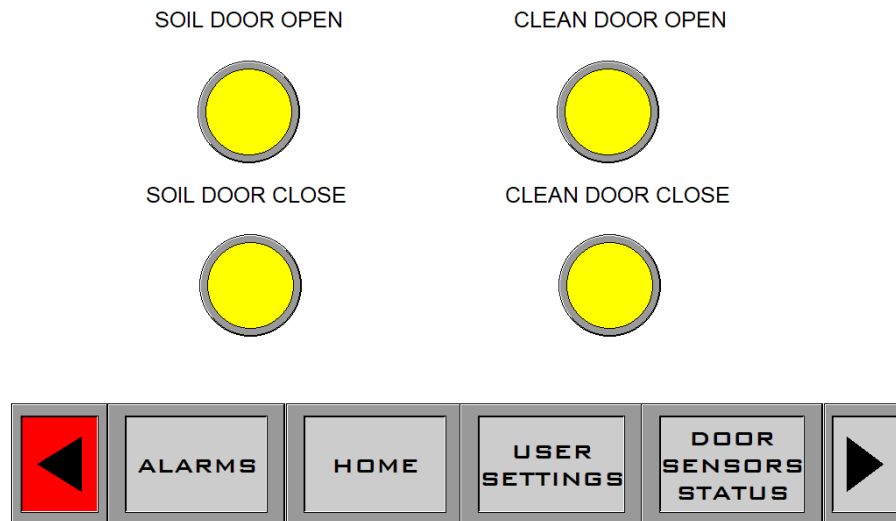 SOIL DOOR OPEN
CLEAN DOOR OPEN
SOIL DOOR CLOSE
CLEAN DOOR CLOSE
ALARMS
HOME
USER
SETTINGS
DOOR
SENSORS
STATUS